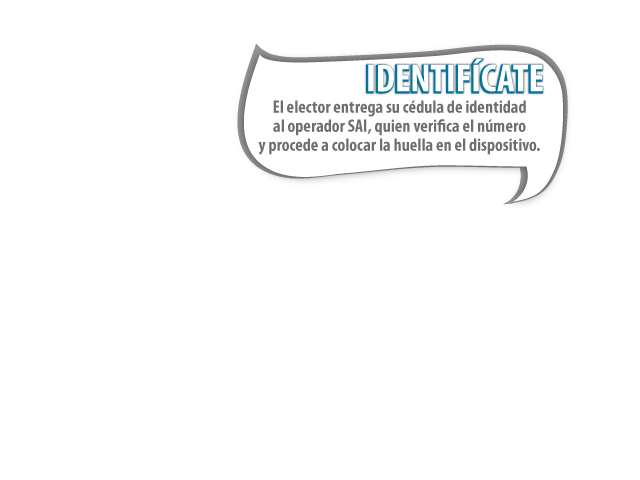 IDENTIFÍCATE
El elector entrega su cédula de identidad
al operador SAI, quien verifica el número
y procede a colocar la huella en el dispositivo.